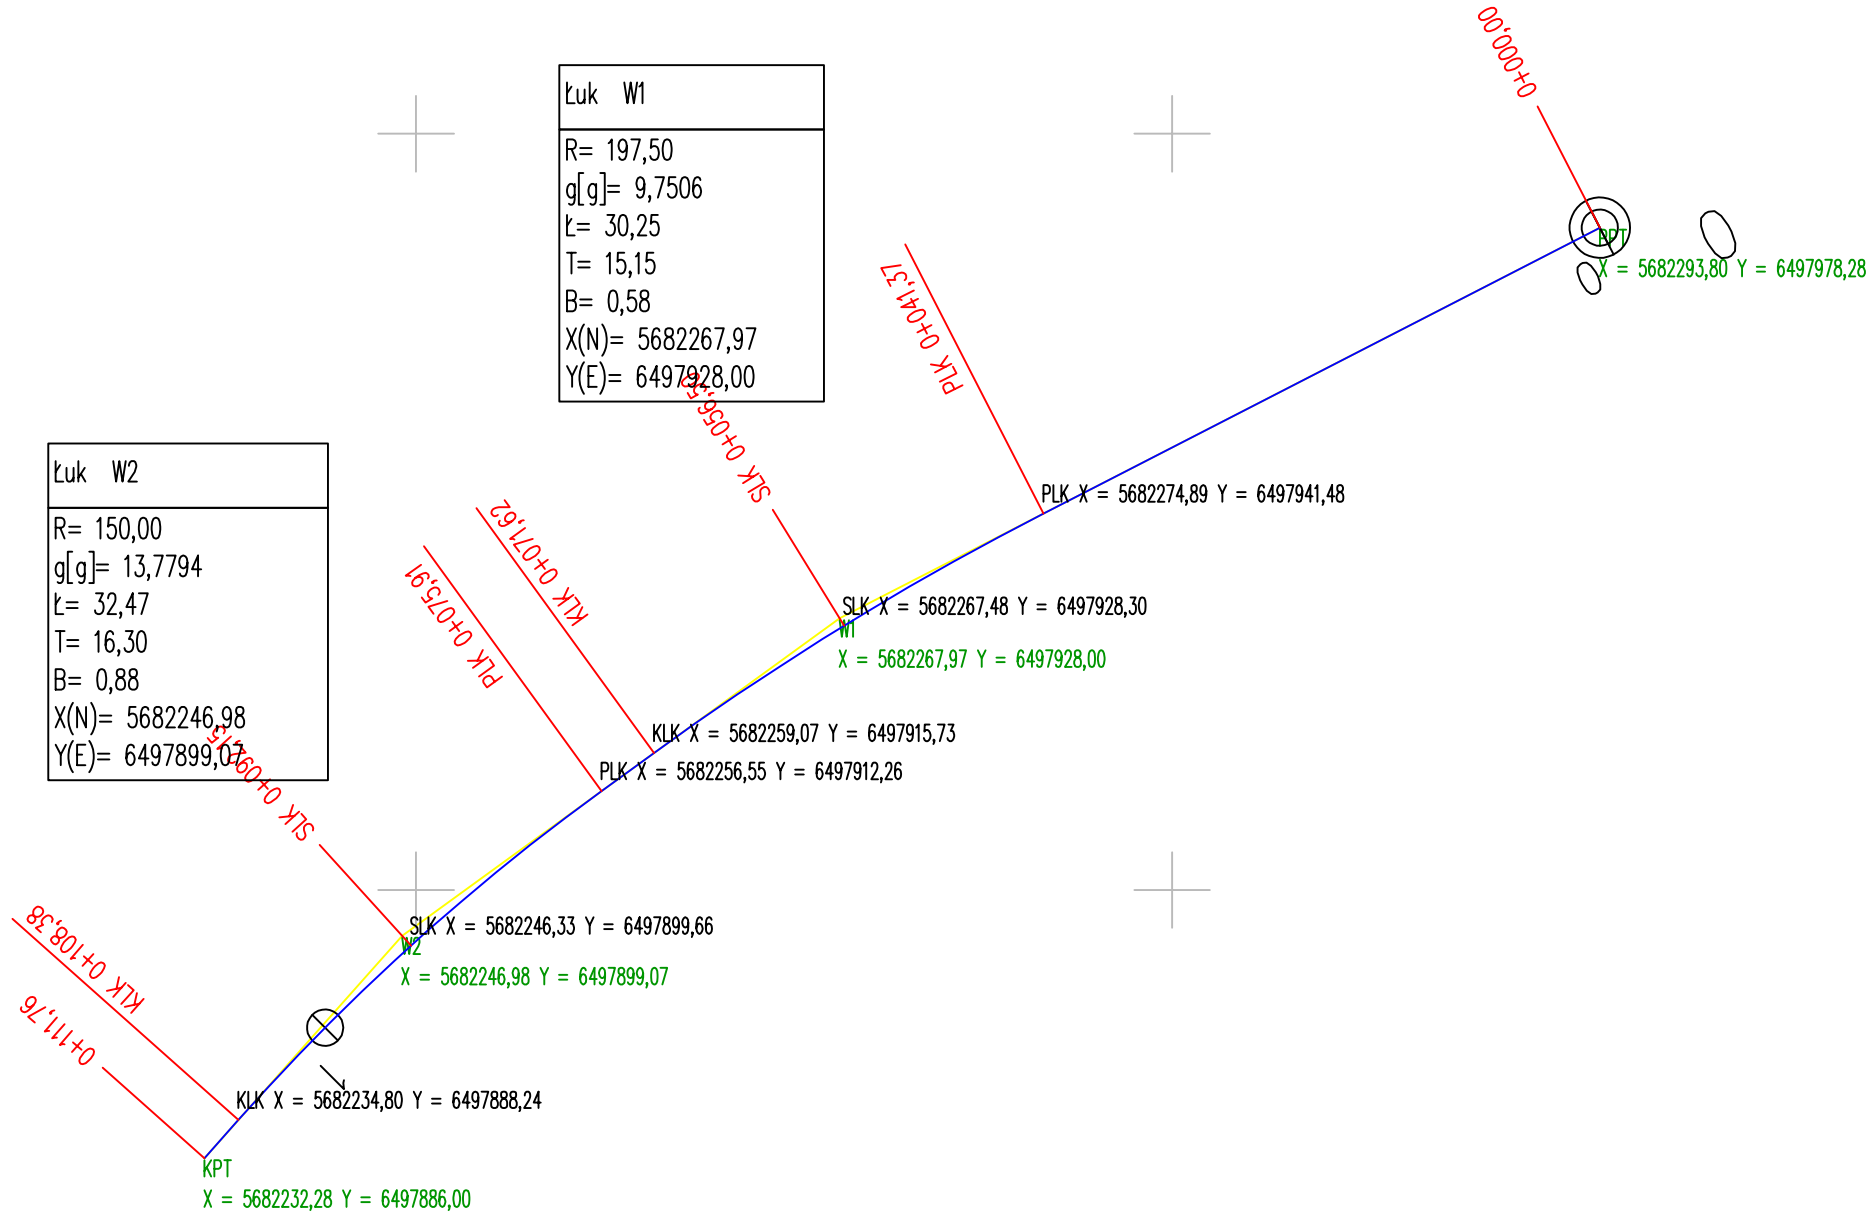 0+000,00
Łuk W1
R= 197,50
g[g]= 9,7506
Ł= 30,25
T= 15,15
B= 0,58
X(N)= 5682267,97
Y(E)= 6497928,00
PPT
X = 5682293,80 Y = 6497978,28
0
0
PLK 0+041,37
SLK 0+056,50
Łuk W2
R= 150,00
g[g]= 13,7794
Ł= 32,47
T= 16,30
B= 0,88
X(N)= 5682246,98
Y(E)= 6497899,07
PLK X = 5682274,89 Y = 6497941,48
KLK 0+071,62
PLK 0+075,91
SLK X = 5682267,48 Y = 6497928,30
W1
X = 5682267,97 Y = 6497928,00
KLK X = 5682259,07 Y = 6497915,73
PLK X = 5682256,55 Y = 6497912,26
SLK 0+092,15
SLK X = 5682246,33 Y = 6497899,66
W2
X = 5682246,98 Y = 6497899,07
KLK 0+108,38
0+111,76
1
KLK X = 5682234,80 Y = 6497888,24
KPT
X = 5682232,28 Y = 6497886,00